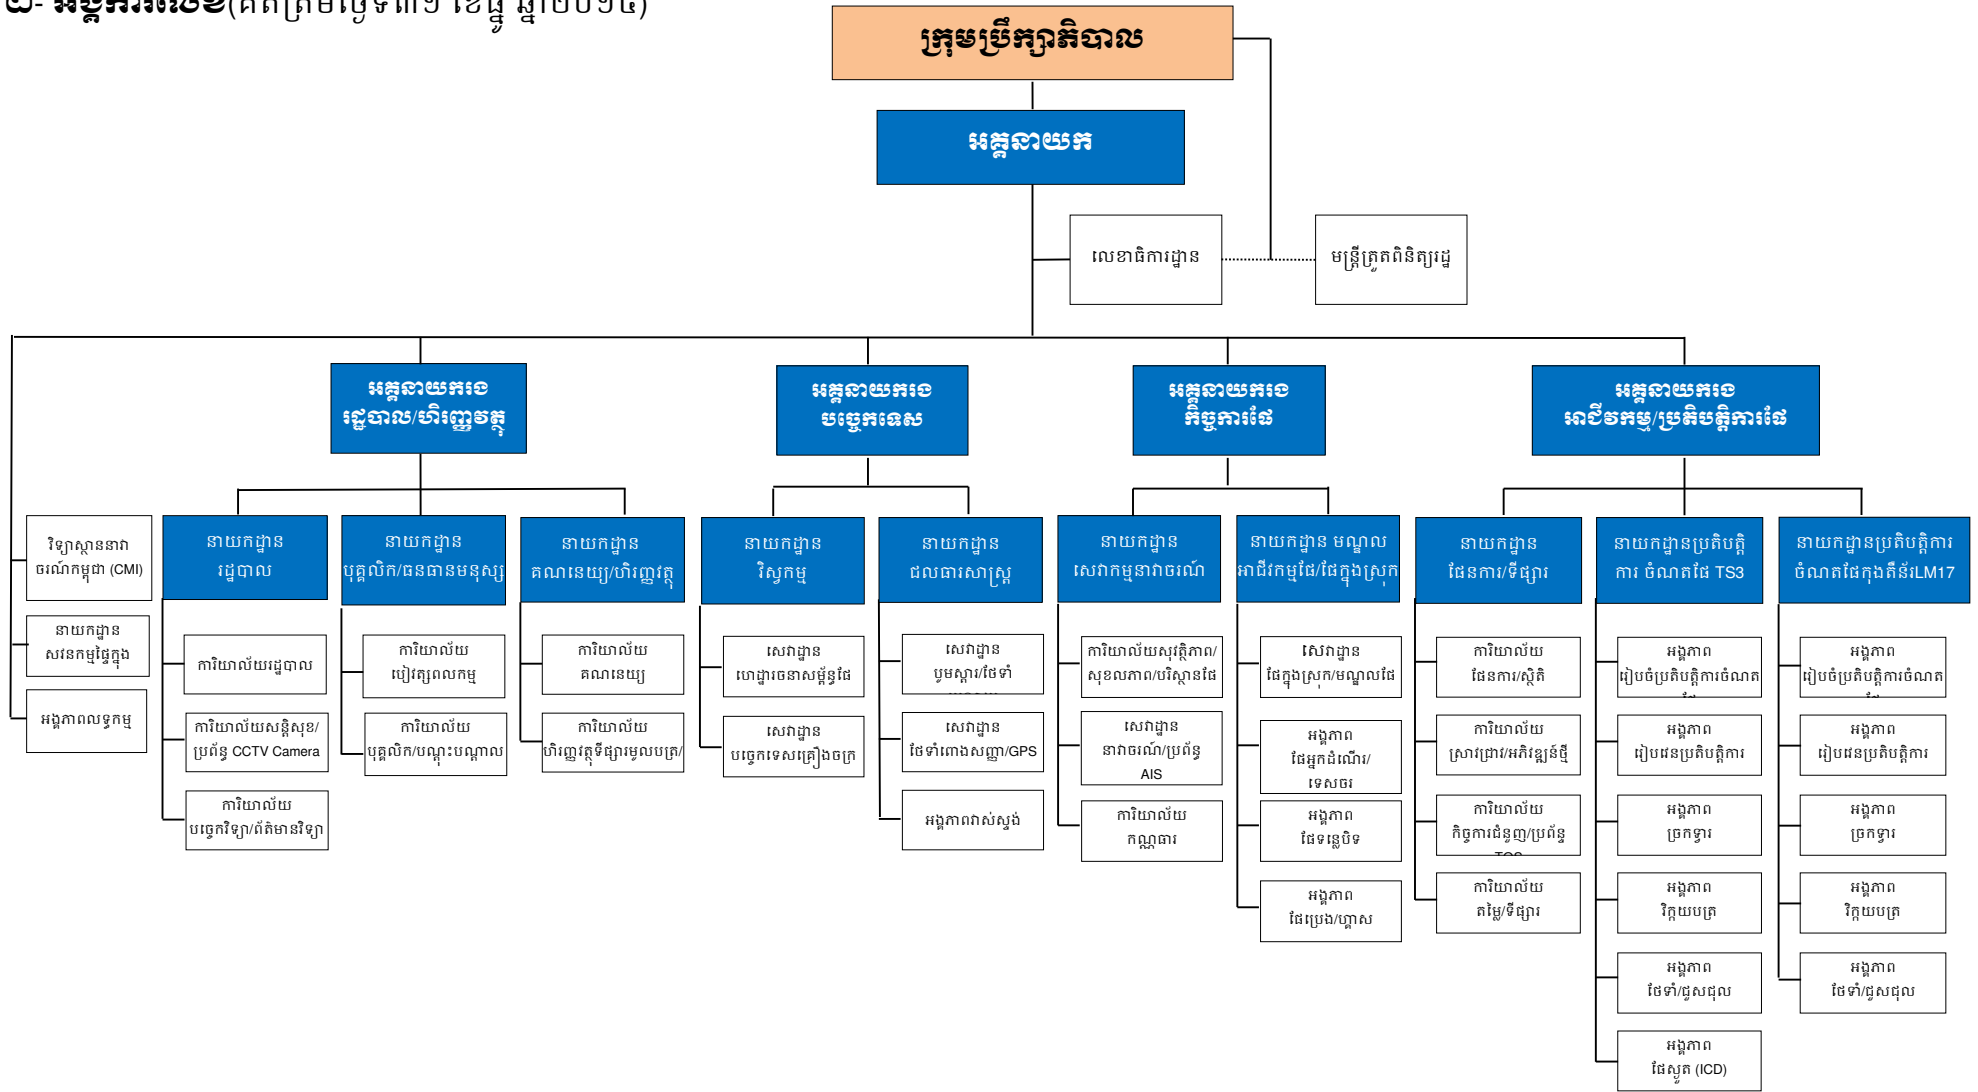 អង្គការលេខ(គិតត្រឹមថ្ងៃទី៣១ ខែធ្នូ ឆ្នាំ២០១៤)
ក្រុមប្រឹក្សាភិបាល
អគ្គនាយក
លេខាធិការដ្ឋាន
មន្ត្រីត្រួតពិនិត្យរដ្ឋ
អគ្គនាយករង
រដ្ឋបាល/ហិរញ្ញវត្ថុ
អគ្គនាយករង
បច្ចេកទេស
អគ្គនាយករង
កិច្ចការផែ
អគ្គនាយករង
អាជីវកម្ម/ប្រតិបត្តិការផែ
វិទ្យាស្ថាននាវា
ចរណ៍កម្ពុជា (CMI)
នាយកដ្ឋាន
សវនកម្មផ្ទៃក្នុង
អង្គភាពលទ្ធកម្ម
នាយកដ្ឋាន
រដ្ឋបាល
ការិយាល័យរដ្ឋបាល
ការិយាល័យសន្តិសុខ/
ប្រព័ន្ធ CCTV Camera
ការិយាល័យ
បច្ចេកវិទ្យា/ព័ត៌មានវិទ្យា
នាយកដ្ឋាន
បុគ្គលិក/ធនធានមនុស្ស
ការិយាល័យ
បៀវត្សពលកម្ម
ការិយាល័យ
បុគ្គលិក/បណ្តុះបណ្តាល
នាយកដ្ឋាន
គណនេយ្យ/ហិរញ្ញវត្ថុ
ការិយាល័យ
គណនេយ្យ
ការិយាល័យ
ហិរញ្ញវត្ថុទីផ្សារមូលបត្រ/
នាយកដ្ឋាន
វិស្វកម្ម
សេវាដ្ឋាន
ហេដ្ឋារចនាសម្ព័ន្ធផែ
សេវាដ្ឋាន
បច្ចេកទេសគ្រឿងចក្រ
នាយកដ្ឋាន
ជលធារសាស្ត្រ
សេវាដ្ឋាន
បូមស្តារ/ថែទាំ
សេវាដ្ឋាន
ថែទាំពោងសញ្ញា/GPS
អង្គភាពវាស់ស្ទង់
នាយកដ្ឋាន
សេវាកម្មនាវាចរណ៍
ការិយាល័យសុវត្ថិភាព/
សុខលភាព/បរិស្ថានផែ
សេវាដ្ឋាន
នាវាចរណ៍/ប្រព័ន្ធ
AIS
ការិយាល័យ
កណ្ណធារ
នាយកដ្ឋាន មណ្ឌល
អាជីវកម្មផែ/ផែក្នុងស្រុក
សេវាដ្ឋាន
ផែក្នុងស្រុក/មណ្ឌលផែ
អង្គភាព
ផែអ្នកដំណើរ/
ទេសចរ
អង្គភាព
ផែទន្លេបិទ
អង្គភាព
ផែប្រេង/ហ្គាស
នាយកដ្ឋាន
ផែនការ/ទីផ្សារ
ការិយាល័យ
ផែនការ/ស្ថិតិ
ការិយាល័យ
ស្រាវជ្រាវ/អភិវឌ្ឍន៍ថ្មី
ការិយាល័យ
កិច្ចការជំនួញ/ប្រព័ន្ធ
TOS
ការិយាល័យ
តម្លៃ/ទីផ្សារ
នាយកដ្ឋានប្រតិបត្តិ
ការ ចំណតផែ TS3
អង្គភាព
រៀបចំប្រតិបត្តិការចំណត
ផែ
អង្គភាព
រៀបវេនប្រតិបត្តិការ
អង្គភាព
ច្រកទ្វារ
អង្គភាព
វិក្កយបត្រ
អង្គភាព
ថែទាំ/ជួសជុល
អង្គភាព
ផែស្ងួត (ICD)
នាយកដ្ឋានប្រតិបត្តិការ
ចំណតផែកុងតឺន័រLM17
អង្គភាព
រៀបចំប្រតិបត្តិការចំណត
ផែ
អង្គភាព
រៀបវេនប្រតិបត្តិការ
អង្គភាព
ច្រកទ្វារ
អង្គភាព
វិក្កយបត្រ
អង្គភាព
ថែទាំ/ជួសជុល